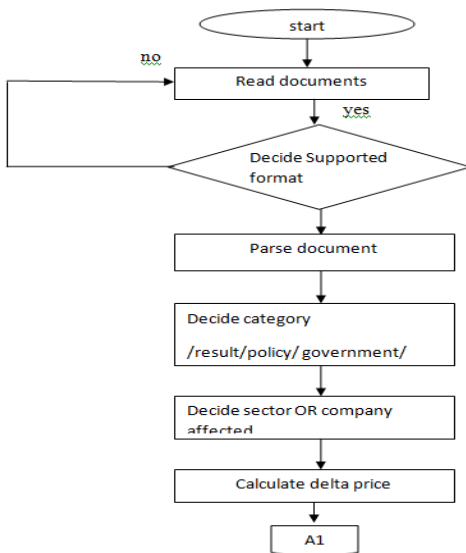 start
no
Read documents
yes
Decide Supported
format
Parse document
Decide category
/result/policy/government/
Decide sector OR company
affected
Calculate delta price
A1